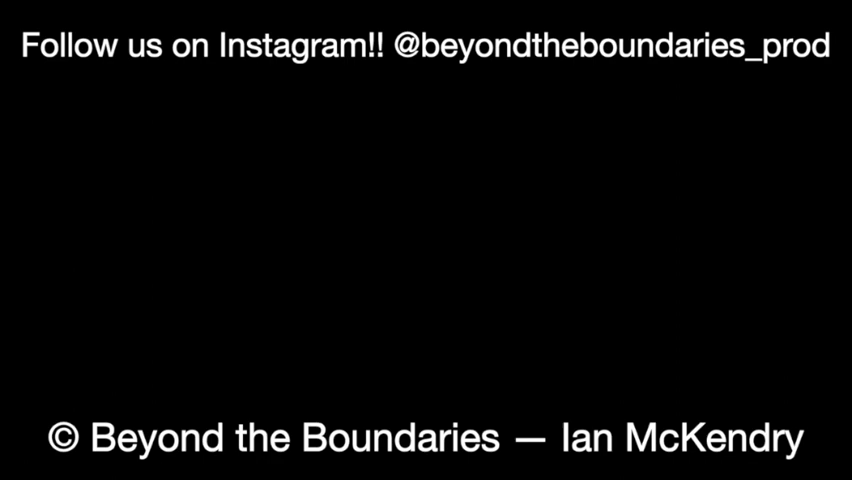 Follow us on Instagram!! @beyondtheboundaries_prod
© Beyond the Boundaries — Ian McKendry